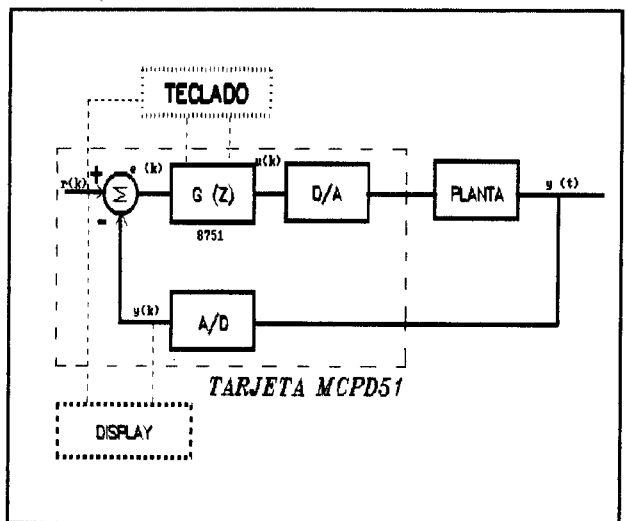 TECLADO
r(k)
+
Σ
-
e (k)
G (Z)
8751
u(k)
D/A
PLANTA
y (t)
y(k)
A/D
TARJETA MCPD51
DISPLAY